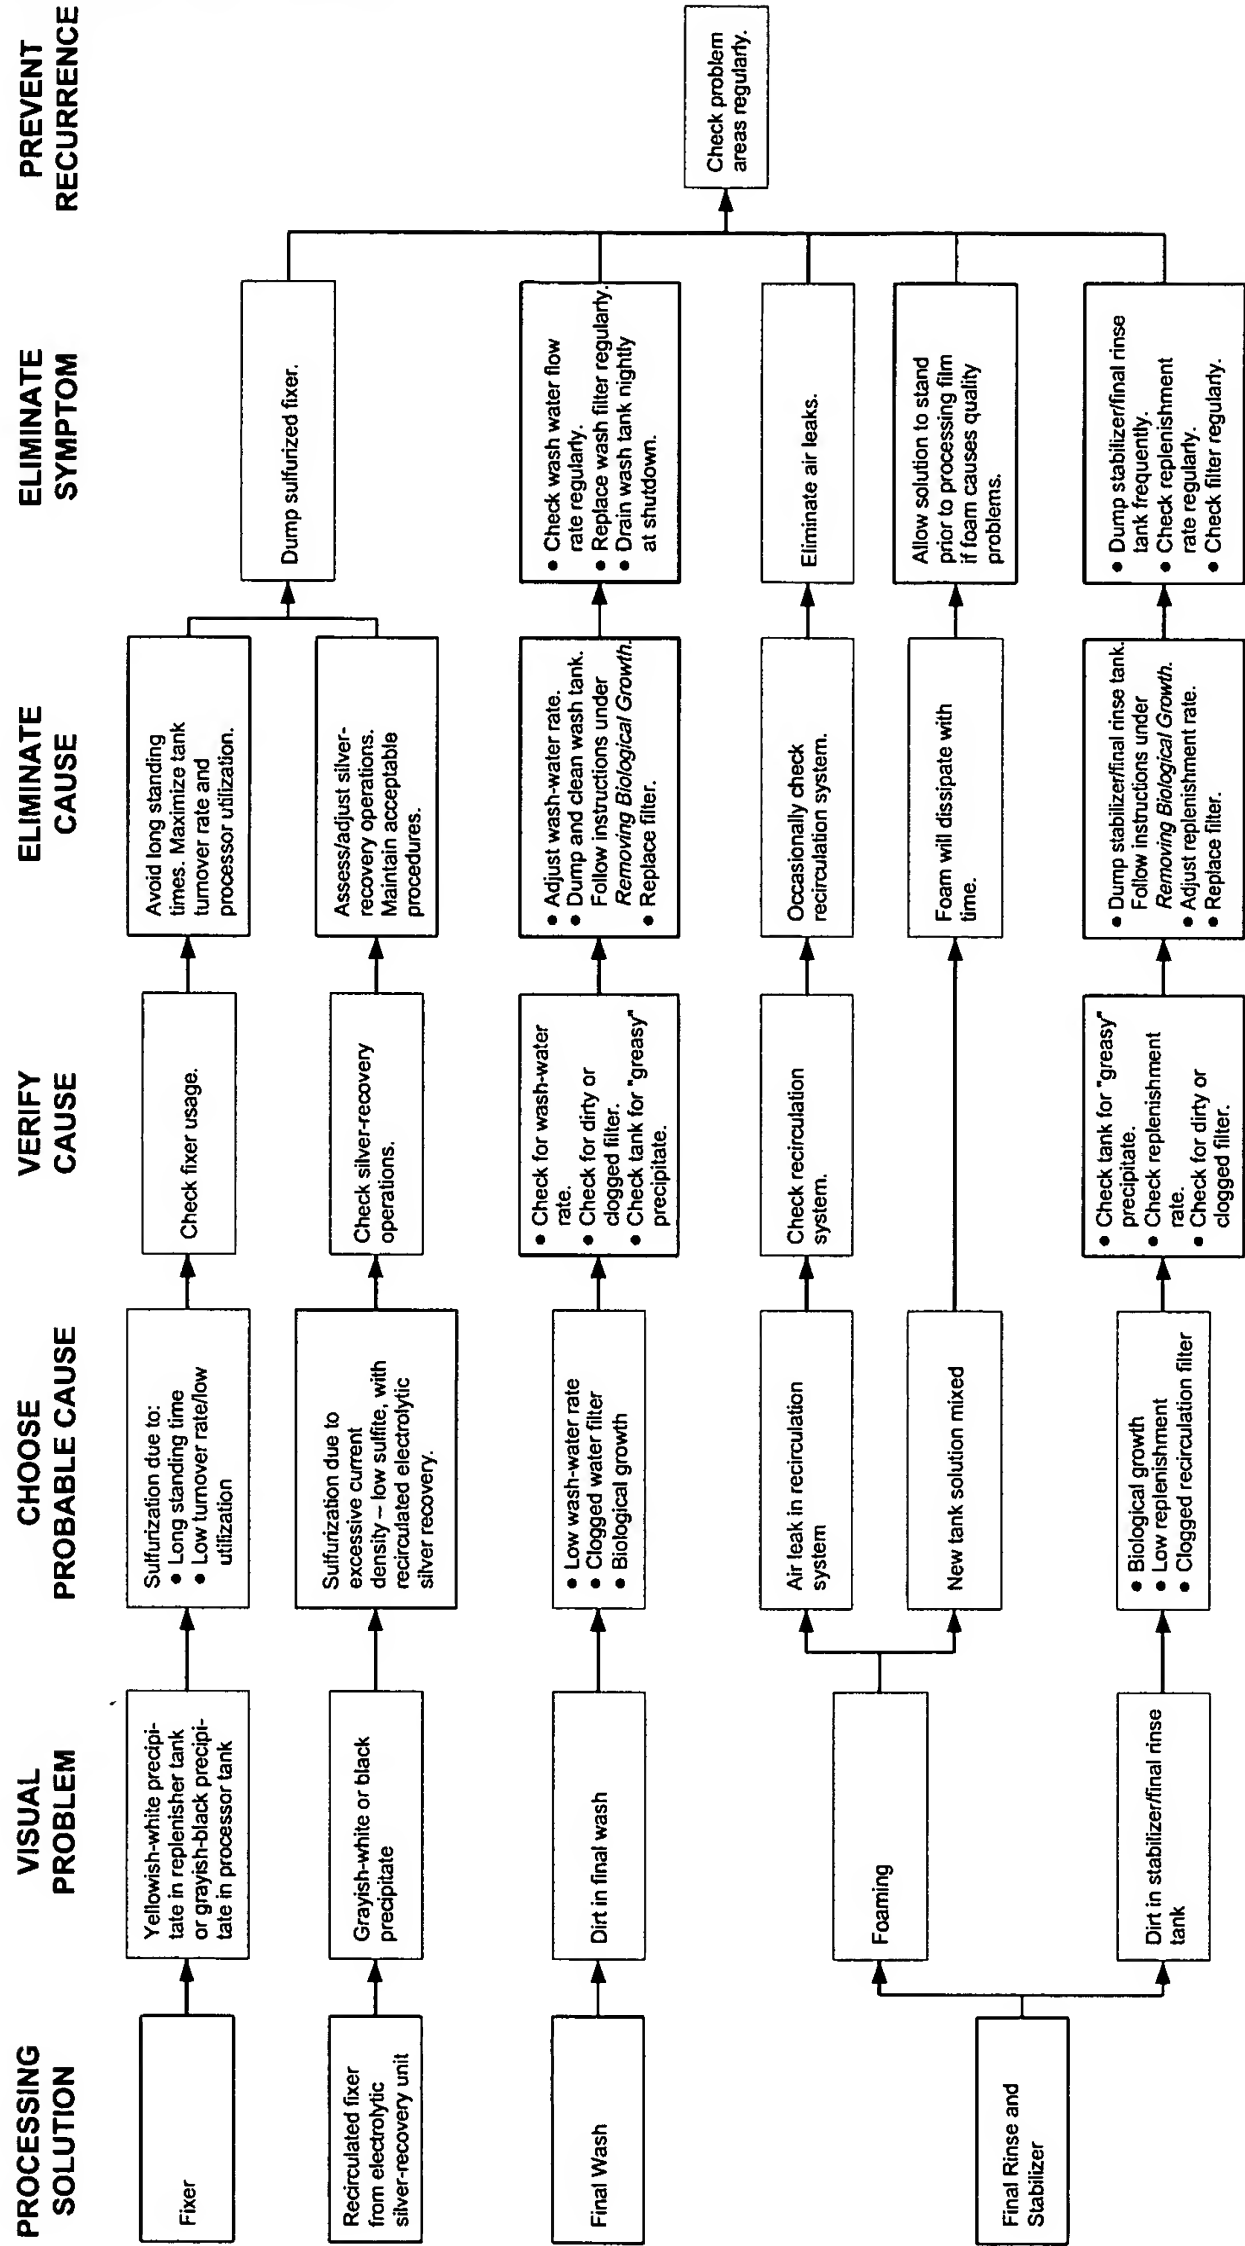 PROCESSING
SOLUTION
VISUAL
PROBLEM
CHOOSE
PROBABLE CAUSE
VERIFY
CAUSE
ELIMINATE
CAUSE
ELIMINATE
SYMPTOM
PREVENT
RECURRENCE
Fixer
Yellowish-white precipi-
tate in replenisher tank
or grayish-black precipi-
tate in processor tank
Sulfurization due to:
● Long standing time
● Low turnover rate/low
utilization
Check fixer usage.
Avoid long standing
times. Maximize tank
turnover rate and
processor utilization.
Dump sulfurized fixer.
Recirculated fixer
from electrolytic
silver-recovery unit
Grayish-white or black
precipitate
Sulfurization due to
excessive current
density – low sulfite, with
recirculated electrolytic
silver recovery.
Check silver-recovery
operations.
Assess/adjust silver-
recovery operations.
Maintain acceptable
procedures.
Final Wash
Dirt in final wash
● Low wash-water rate
● Clogged water filter
● Biological growth
● Check for wash-water
rate.
● Check for dirty or
clogged filter.
● Check tank for "greasy"
precipitate.
● Adjust wash-water rate.
● Dump and clean wash tank.
Follow instructions under
Removing Biological Growth.
● Replace filter.
● Check wash water flow
rate regularly.
● Replace wash filter regularly.
● Drain wash tank nightly
at shutdown.
Check problem
areas regularly.
Final Rinse and
Stabilizer
Foaming
Air leak in recirculation
system
Check recirculation
system.
Occasionally check
recirculation system.
Eliminate air leaks.
New tank solution mixed
Foam will dissipate with
time.
Allow solution to stand
prior to processing film
if foam causes quality
problems.
Dirt in stabilizer/final rinse
tank
● Biological growth
● Low replenishment
● Clogged recirculation filter
● Check tank for "greasy"
precipitate.
● Check replenishment
rate.
● Check for dirty or
clogged filter.
● Dump stabilizer/final rinse tank.
Follow instructions under
Removing Biological Growth.
● Adjust replenishment rate.
● Replace filter.
● Dump stabilizer/final rinse
tank frequently.
● Check replenishment
rate regularly.
● Check filter regularly.